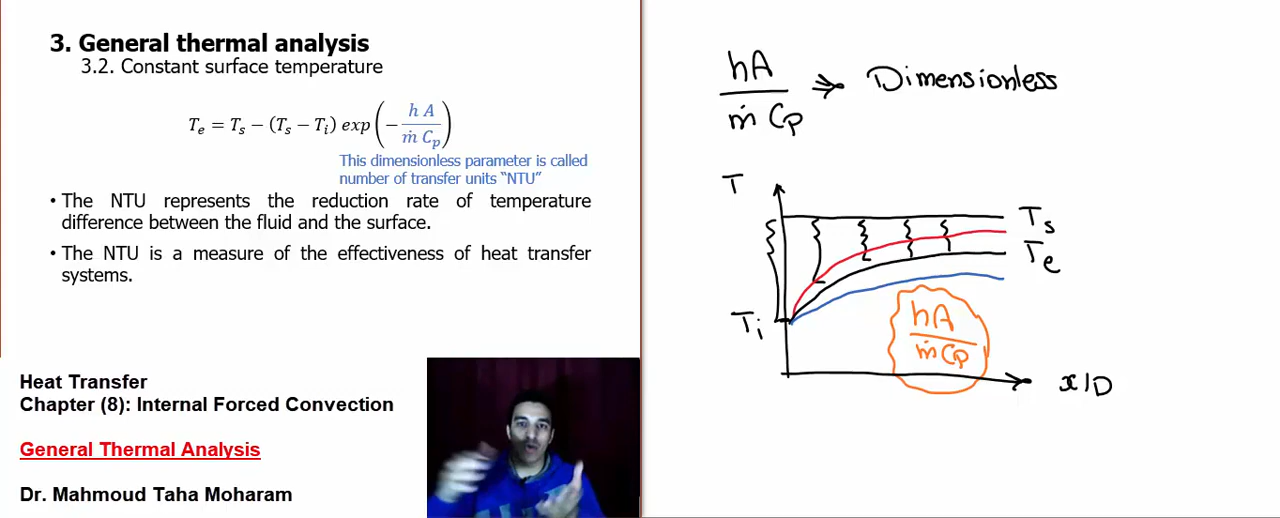 3. General thermal analysis
3.2. Constant surface temperature
Tₑ = Tₛ − (Tₛ − Tᵢ) exp(− h A / ṁ Cₚ)
This dimensionless parameter is called
number of transfer units “NTU”
• The NTU represents the reduction rate of temperature
difference between the fluid and the surface.
• The NTU is a measure of the effectiveness of heat transfer
systems.
Heat Transfer
Chapter (8): Internal Forced Convection
General Thermal Analysis
Dr. Mahmoud Taha Moharam
hA / ṁ Cp ⇒ Dimensionless
T
Ts
Te
Ti
hA / ṁ Cp
x/D